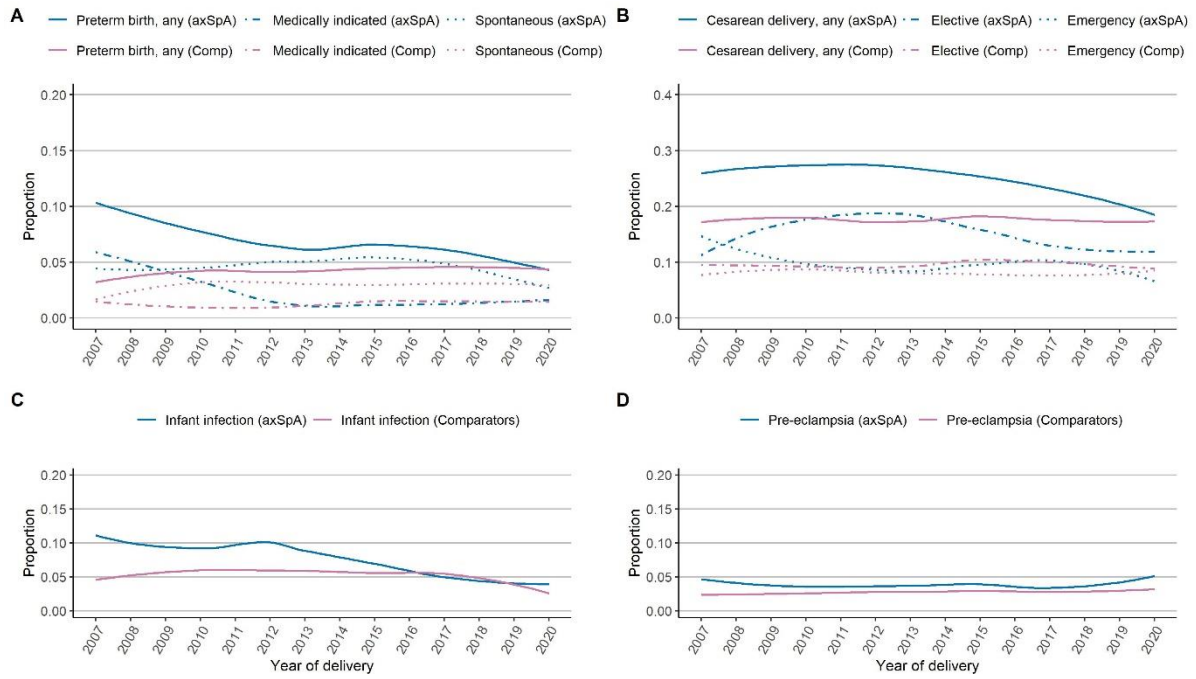 A
Preterm birth, any (axSpA) Medically indicated (axSpA) Spontaneous (axSpA)
Preterm birth, any (Comp) Medically indicated (Comp) Spontaneous (Comp)
0.20
0.15
0.10
0.05
0.00
Proportion
2007 2008 2009 2010 2011 2012 2013 2014 2015 2016 2017 2018 2019 2020
B
Cesarean delivery, any (axSpA) Elective (axSpA) Emergency (axSpA)
Cesarean delivery, any (Comp) Elective (Comp) Emergency (Comp)
0.4
0.3
0.2
0.1
0.0
Proportion
2007 2008 2009 2010 2011 2012 2013 2014 2015 2016 2017 2018 2019 2020
C
Infant infection (axSpA) Infant infection (Comparators)
0.20
0.15
0.10
0.05
0.00
Proportion
2007 2008 2009 2010 2011 2012 2013 2014 2015 2016 2017 2018 2019 2020
Year of delivery
D
Pre-eclampsia (axSpA) Pre-eclampsia (Comparators)
0.20
0.15
0.10
0.05
0.00
Proportion
2007 2008 2009 2010 2011 2012 2013 2014 2015 2016 2017 2018 2019 2020
Year of delivery